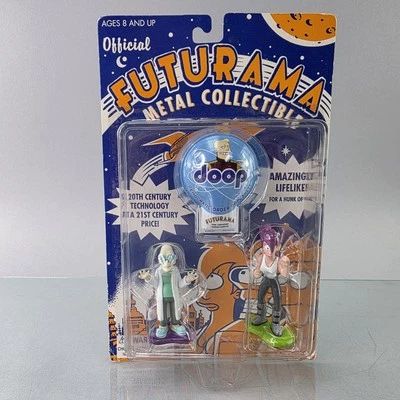 AGES 8 AND UP
Official
FUTURAMA
METAL COLLECTIBLE
doop
20TH CENTURY
TECHNOLOGY
AT A 21ST CENTURY
PRICE!
AMAZINGLY
LIFELIKE!
FOR A HUNK OF
FUTURAMA
WAR